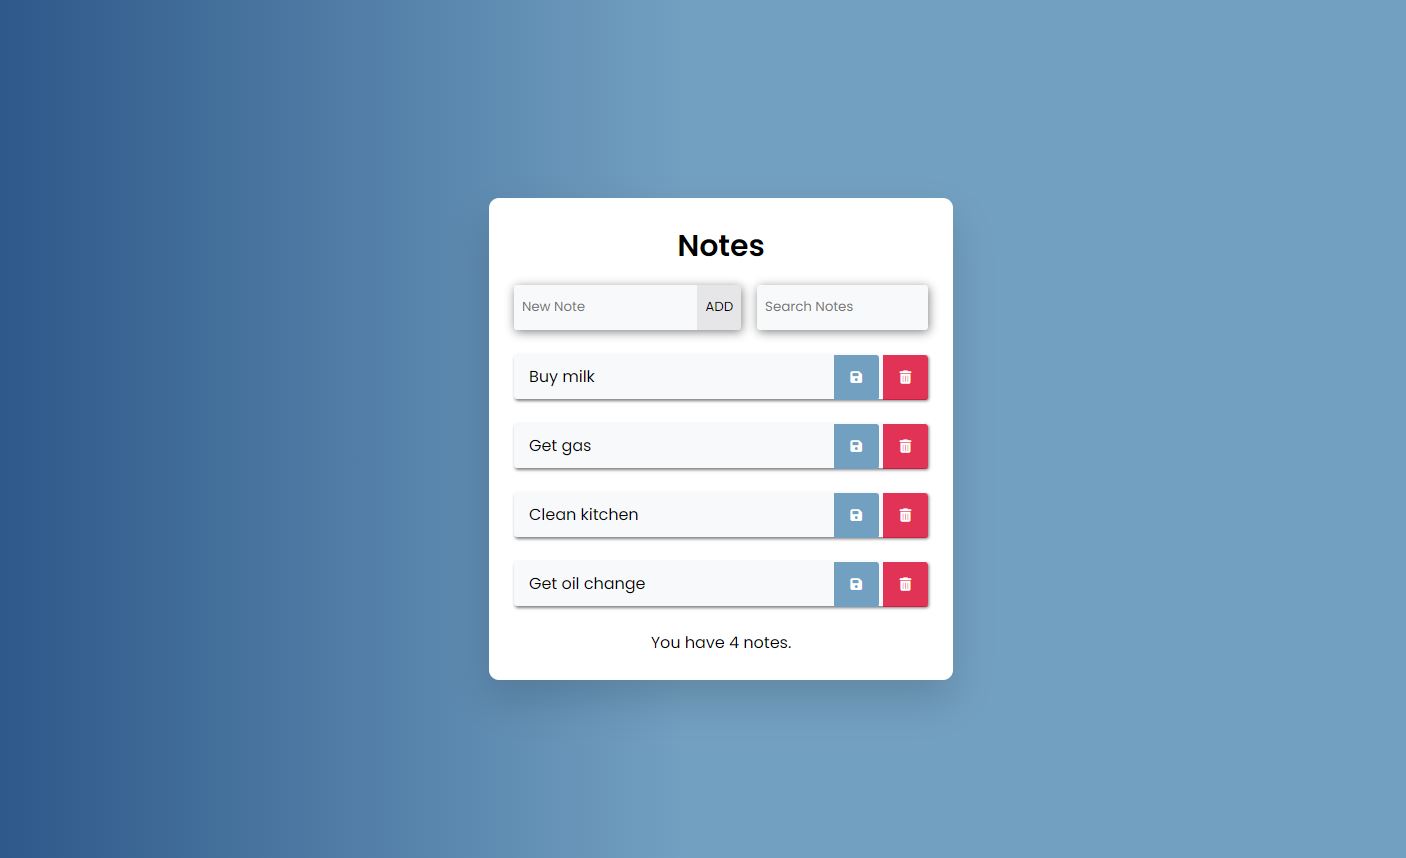 Notes
New Note ADD Search Notes
Buy milk
Get gas
Clean kitchen
Get oil change
You have 4 notes.